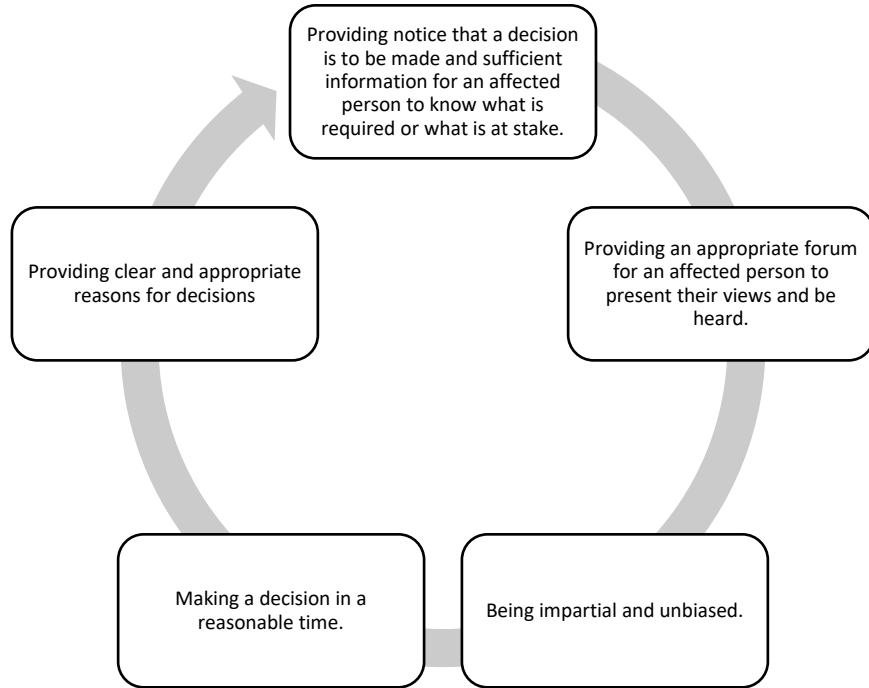 Providing notice that a decision
is to be made and sufficient
information for an affected
person to know what is
required or what is at stake.
Providing an appropriate forum
for an affected person to
present their views and be
heard.
Being impartial and unbiased.
Making a decision in a
reasonable time.
Providing clear and appropriate
reasons for decisions